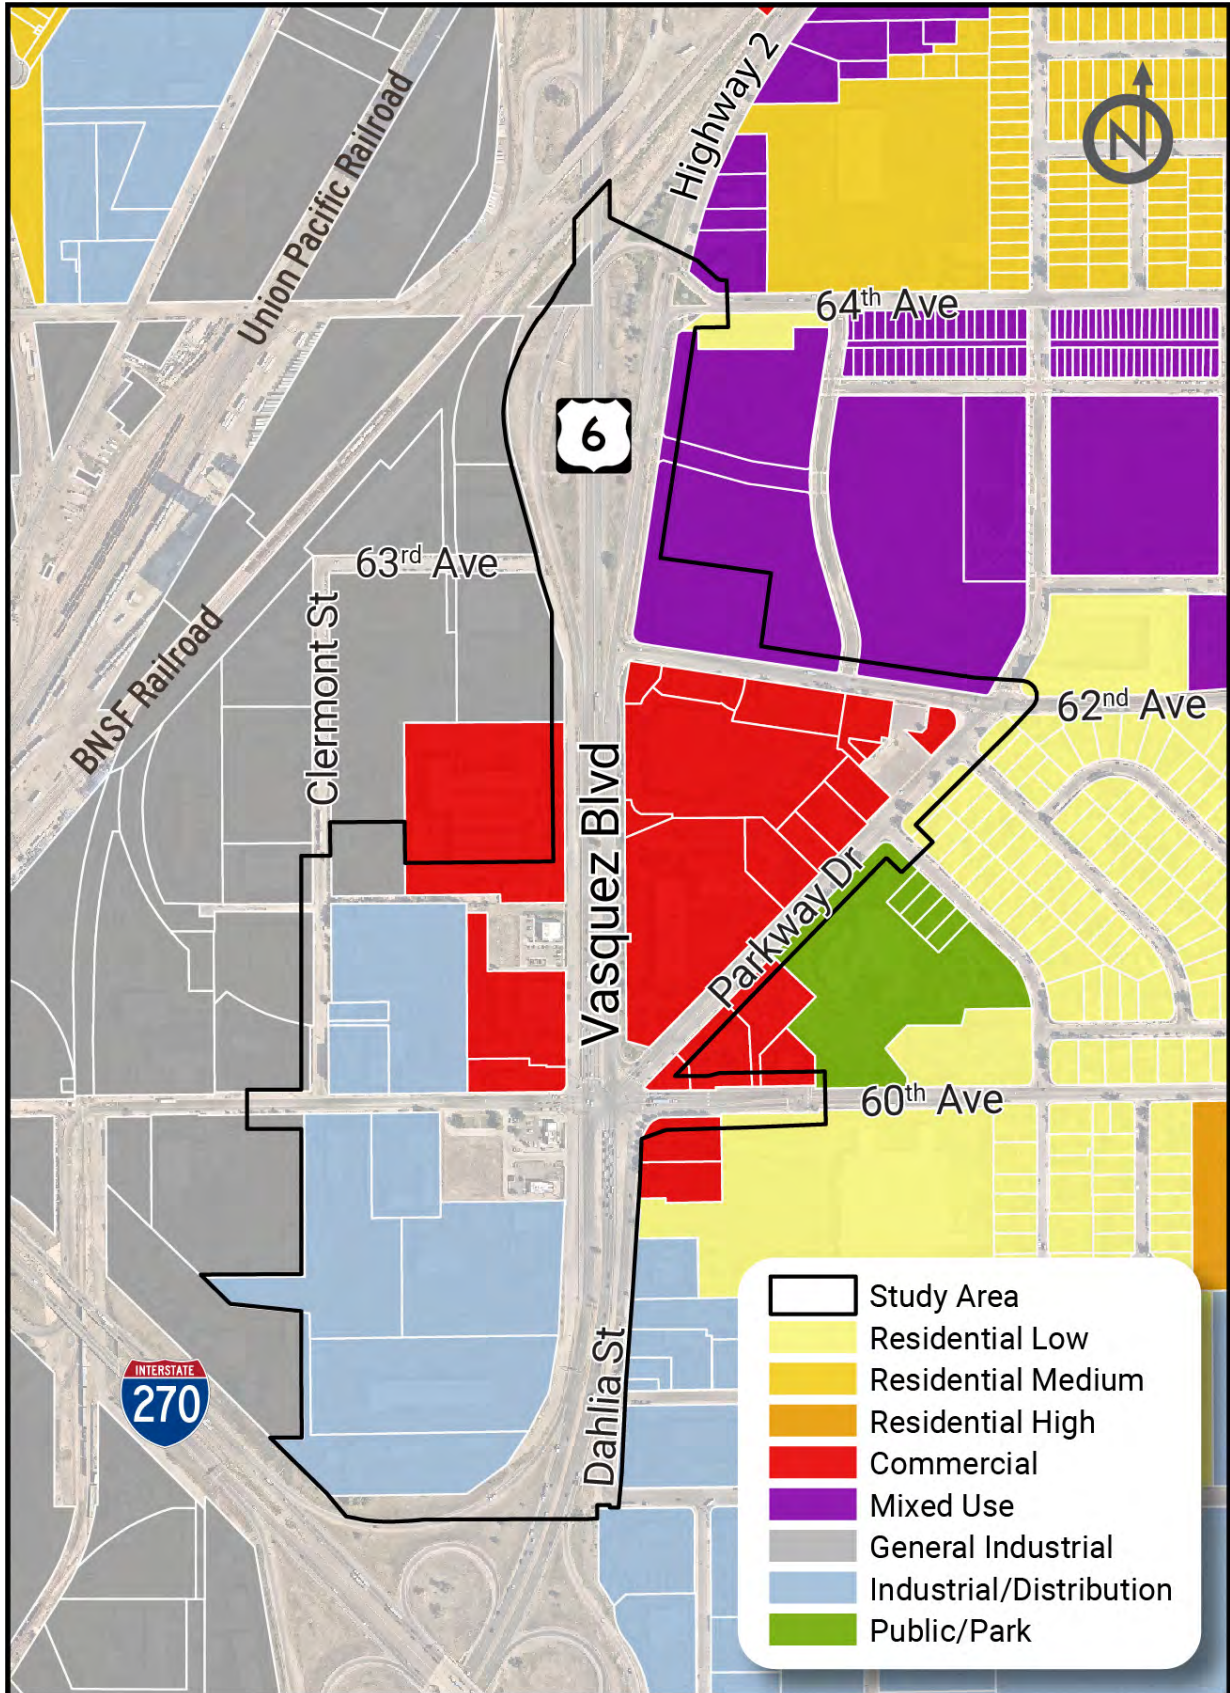 Highway 2
N
Union Pacific Railroad
64th Ave
6
63rd Ave
Clermont St
BNSF Railroad
62nd Ave
Vasquez Blvd
Parkway Dr
60th Ave
INTERSTATE
270
Dahlia St
Study Area
Residential Low
Residential Medium
Residential High
Commercial
Mixed Use
General Industrial
Industrial/Distribution
Public/Park